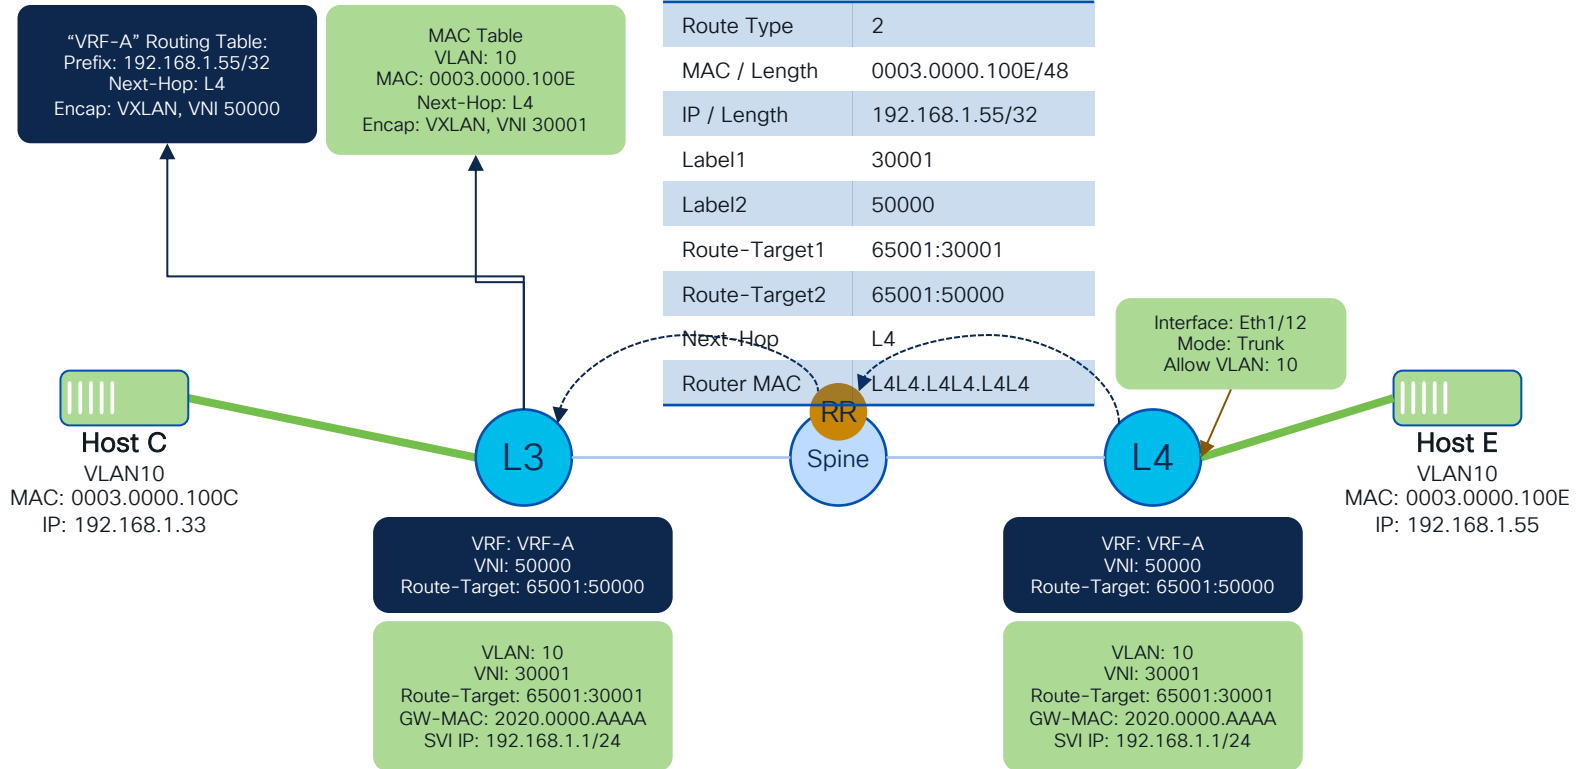 “VRF-A” Routing Table:
Prefix: 192.168.1.55/32
Next-Hop: L4
Encap: VXLAN, VNI 50000
MAC Table
VLAN: 10
MAC: 0003.0000.100E
Next-Hop: L4
Encap: VXLAN, VNI 30001
Route Type 2
MAC / Length 0003.0000.100E/48
IP / Length 192.168.1.55/32
Label1 30001
Label2 50000
Route-Target1 65001:30001
Route-Target2 65001:50000
Next-Hop L4
Router MAC L4L4.L4L4.L4L4
Interface: Eth1/12
Mode: Trunk
Allow VLAN: 10
Host C
VLAN10
MAC: 0003.0000.100C
IP: 192.168.1.33
L3
RR
Spine
L4
Host E
VLAN10
MAC: 0003.0000.100E
IP: 192.168.1.55
VRF: VRF-A
VNI: 50000
Route-Target: 65001:50000
VLAN: 10
VNI: 30001
Route-Target: 65001:30001
GW-MAC: 2020.0000.AAAA
SVI IP: 192.168.1.1/24
VRF: VRF-A
VNI: 50000
Route-Target: 65001:50000
VLAN: 10
VNI: 30001
Route-Target: 65001:30001
GW-MAC: 2020.0000.AAAA
SVI IP: 192.168.1.1/24